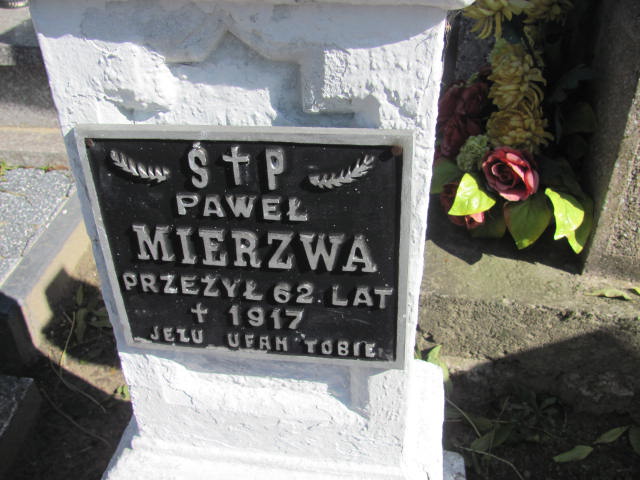 Ś † P
PAWEŁ
MIERZWA
PRZEŻYŁ 62 LAT
† 1917
JEZU UFAM TOBIE